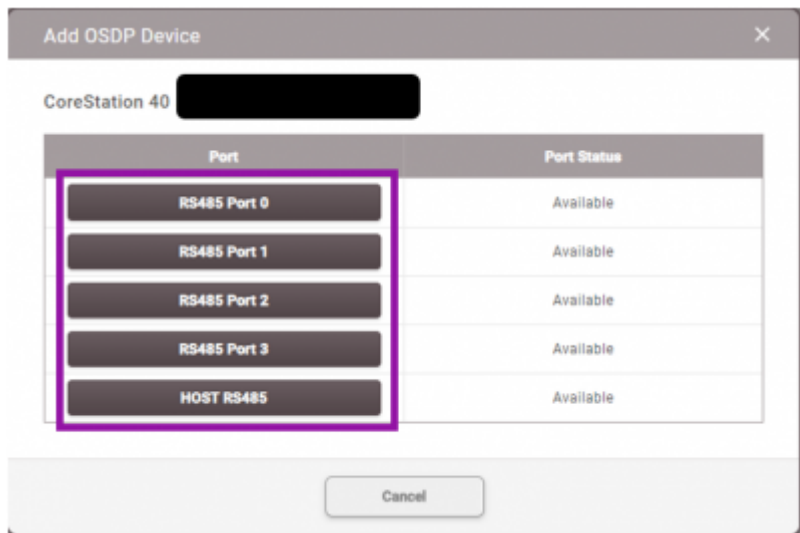 Add OSDP Device
CoreStation 40
Port Port Status
RS485 Port 0 Available
RS485 Port 1 Available
RS485 Port 2 Available
RS485 Port 3 Available
HOST RS485 Available
Cancel